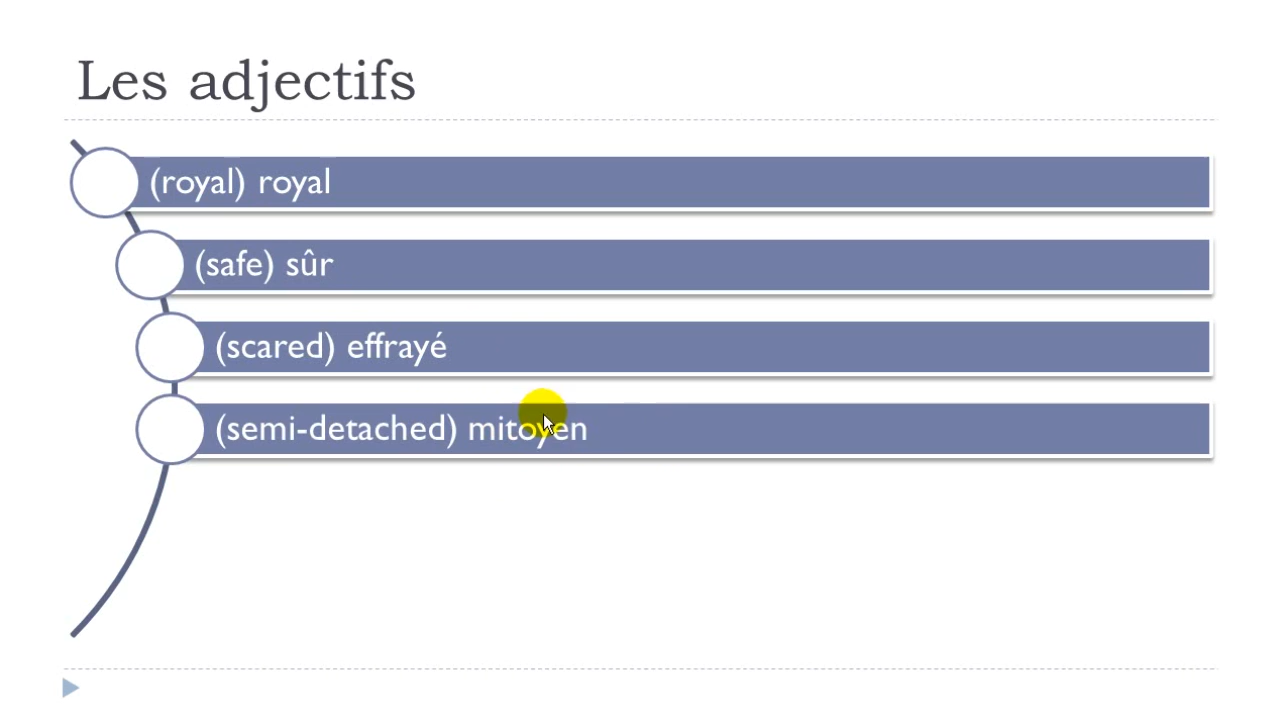 Les adjectifs
(royal) royal
(safe) sûr
(scared) effrayé
(semi-detached) mitoyen